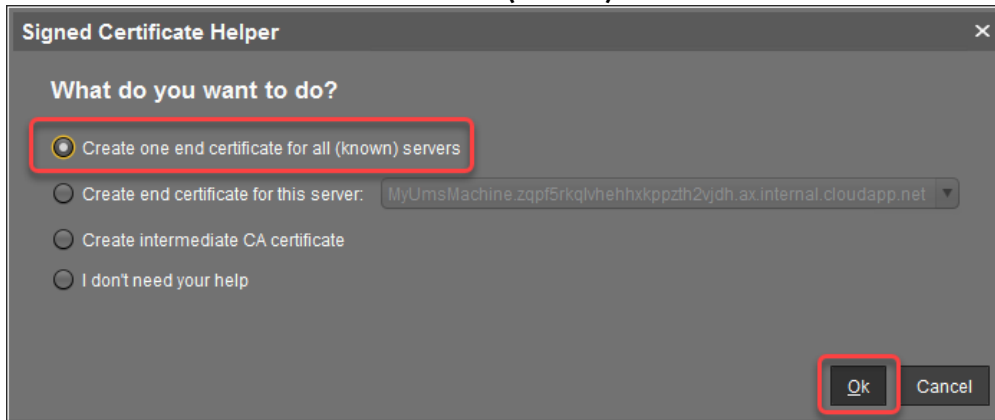 Signed Certificate Helper
What do you want to do?
Create one end certificate for all (known) servers
Create end certificate for this server: MyUmsMachine.zqpf5rkqlvhehhxkppzth2vjdh.ax.internal.cloudapp.net
Create intermediate CA certificate
I don't need your help
Ok Cancel